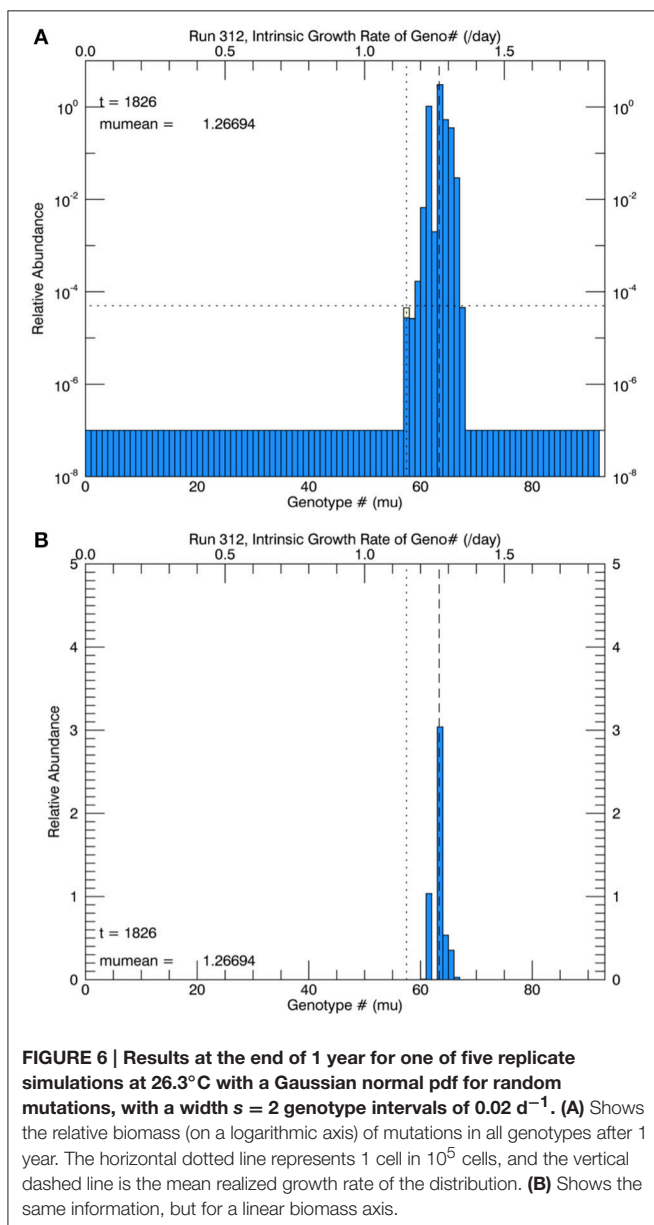 A
Run 312, Intrinsic Growth Rate of Geno# (/day)
0.0 0.5 1.0 1.5
t = 1826
mumean = 1.26694
Relative Abundance
10^0 10^0
10^-2 10^-2
10^-4 10^-4
10^-6 10^-6
10^-8 10^-8
0 20 40 60 80
Genotype # (mu)
B
Run 312, Intrinsic Growth Rate of Geno# (/day)
0.0 0.5 1.0 1.5
5 5
4 4
3 3
2 2
1 1
0 0
Relative Abundance
t = 1826
mumean = 1.26694
0 20 40 60 80
Genotype # (mu)
FIGURE 6 | Results at the end of 1 year for one of five replicate
simulations at 26.3°C with a Gaussian normal pdf for random
mutations, with a width s = 2 genotype intervals of 0.02 d^−1. (A) Shows
the relative biomass (on a logarithmic axis) of mutations in all genotypes after 1
year. The horizontal dotted line represents 1 cell in 10^5 cells, and the vertical
dashed line is the mean realized growth rate of the distribution. (B) Shows the
same information, but for a linear biomass axis.